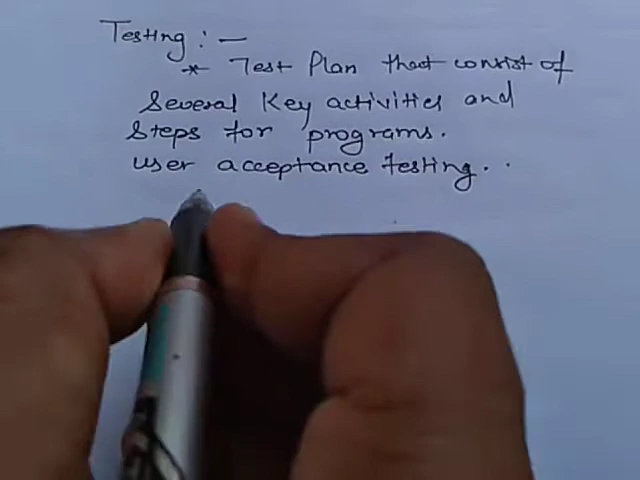 Testing : -
* Test Plan that consist of
Several Key activities and
Steps for programs.
User acceptance testing. .